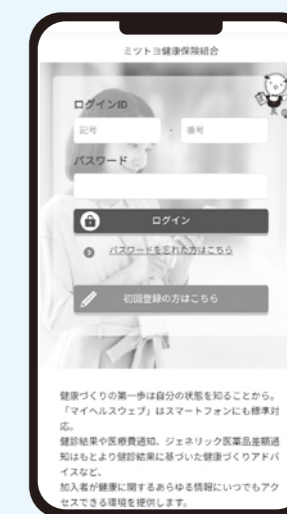 ミツトヨ健康保険組合
ログインID
記号 - 番号
パスワード
ログイン
パスワードを忘れた方はこちら
初回登録の方はこちら
健康づくりの第一歩は自分の状態を知ることから。
「マイヘルスウェブ」はスマートフォンにも標準対
応。
健診結果や医療費通知、ジェネリック医薬品差額通
知はもとより健診結果に基づいた健康づくりアドバ
イスなど、
加入者が健康に関するあらゆる情報にいつでもアク
セスできる環境を提供します。